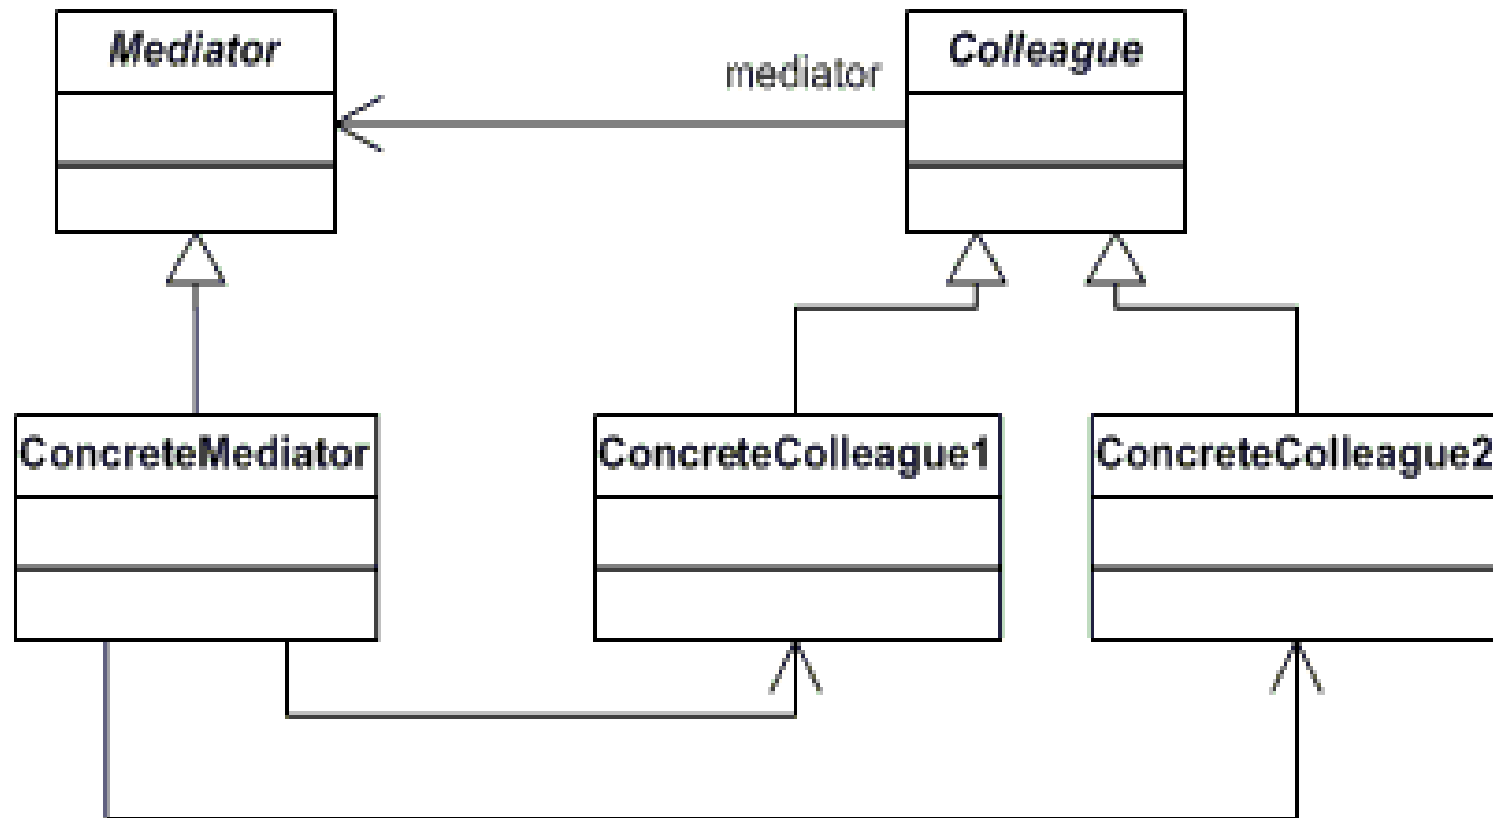 Mediator
mediator
Colleague
ConcreteMediator
ConcreteColleague1
ConcreteColleague2